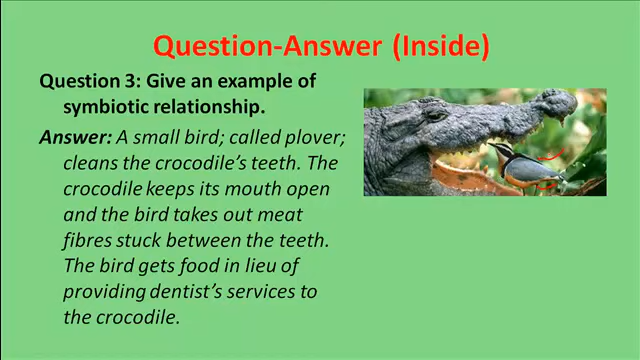 Question-Answer (Inside)
Question 3: Give an example of
symbiotic relationship.
Answer: A small bird; called plover;
cleans the crocodile's teeth. The
crocodile keeps its mouth open
and the bird takes out meat
fibres stuck between the teeth.
The bird gets food in lieu of
providing dentist's services to
the crocodile.